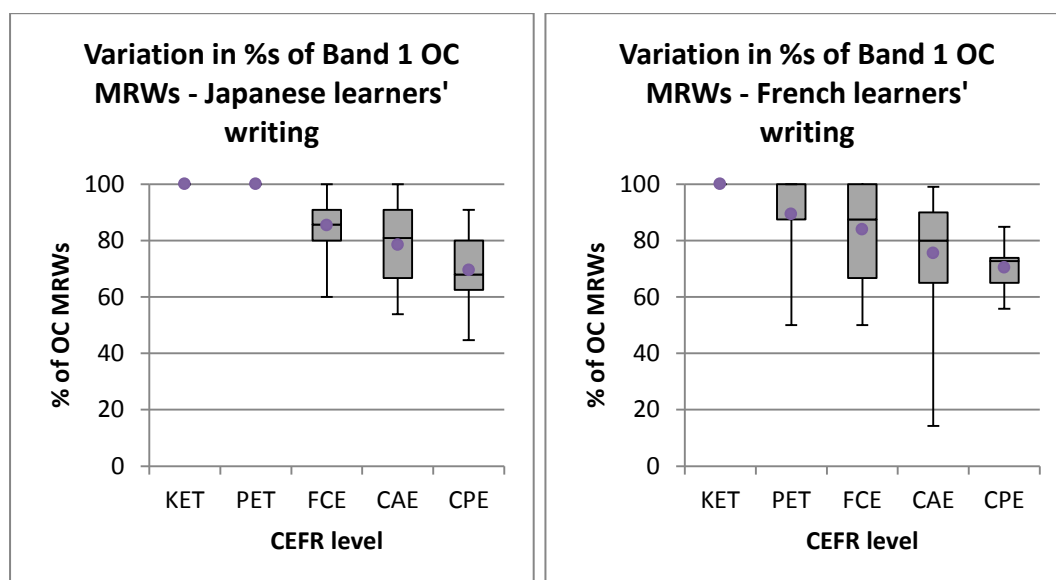 Variation in %s of Band 1 OC
MRWs - Japanese learners'
writing
100
80
60
40
20
0
% of OC MRWs
KET PET FCE CAE CPE
CEFR level
Variation in %s of Band 1 OC
MRWs - French learners'
writing
100
80
60
40
20
0
% of OC MRWs
KET PET FCE CAE CPE
CEFR level